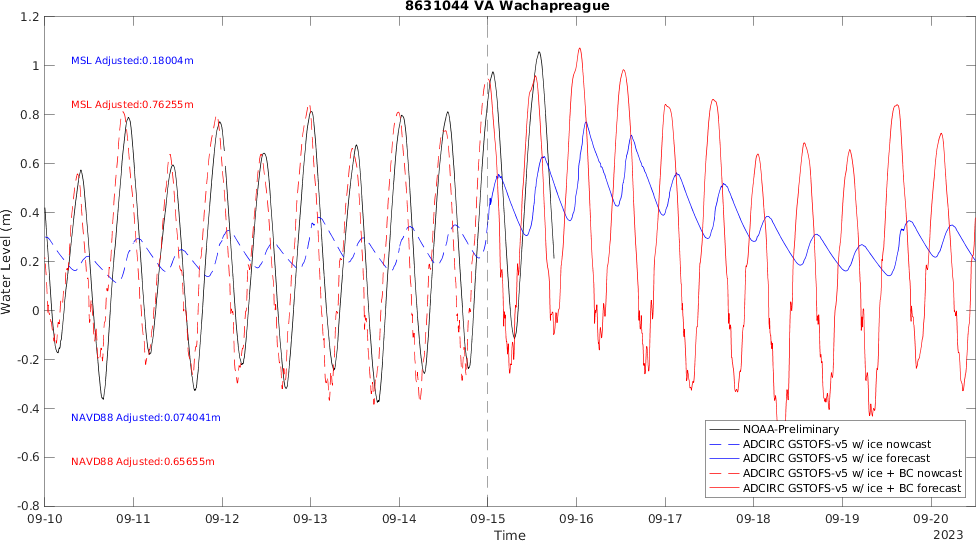 8631044 VA Wachapreague
1.2
1
0.8
0.6
0.4
0.2
0
-0.2
-0.4
-0.6
-0.8
Water Level (m)
MSL Adjusted:0.18004m
MSL Adjusted:0.76255m
NAVD88 Adjusted:0.074041m
NAVD88 Adjusted:0.65655m
NOAA-Preliminary
ADCIRC GSTOFS-v5 w/ ice nowcast
ADCIRC GSTOFS-v5 w/ ice forecast
ADCIRC GSTOFS-v5 w/ ice + BC nowcast
ADCIRC GSTOFS-v5 w/ ice + BC forecast
09-10 09-11 09-12 09-13 09-14 09-15 09-16 09-17 09-18 09-19 09-20
Time
2023